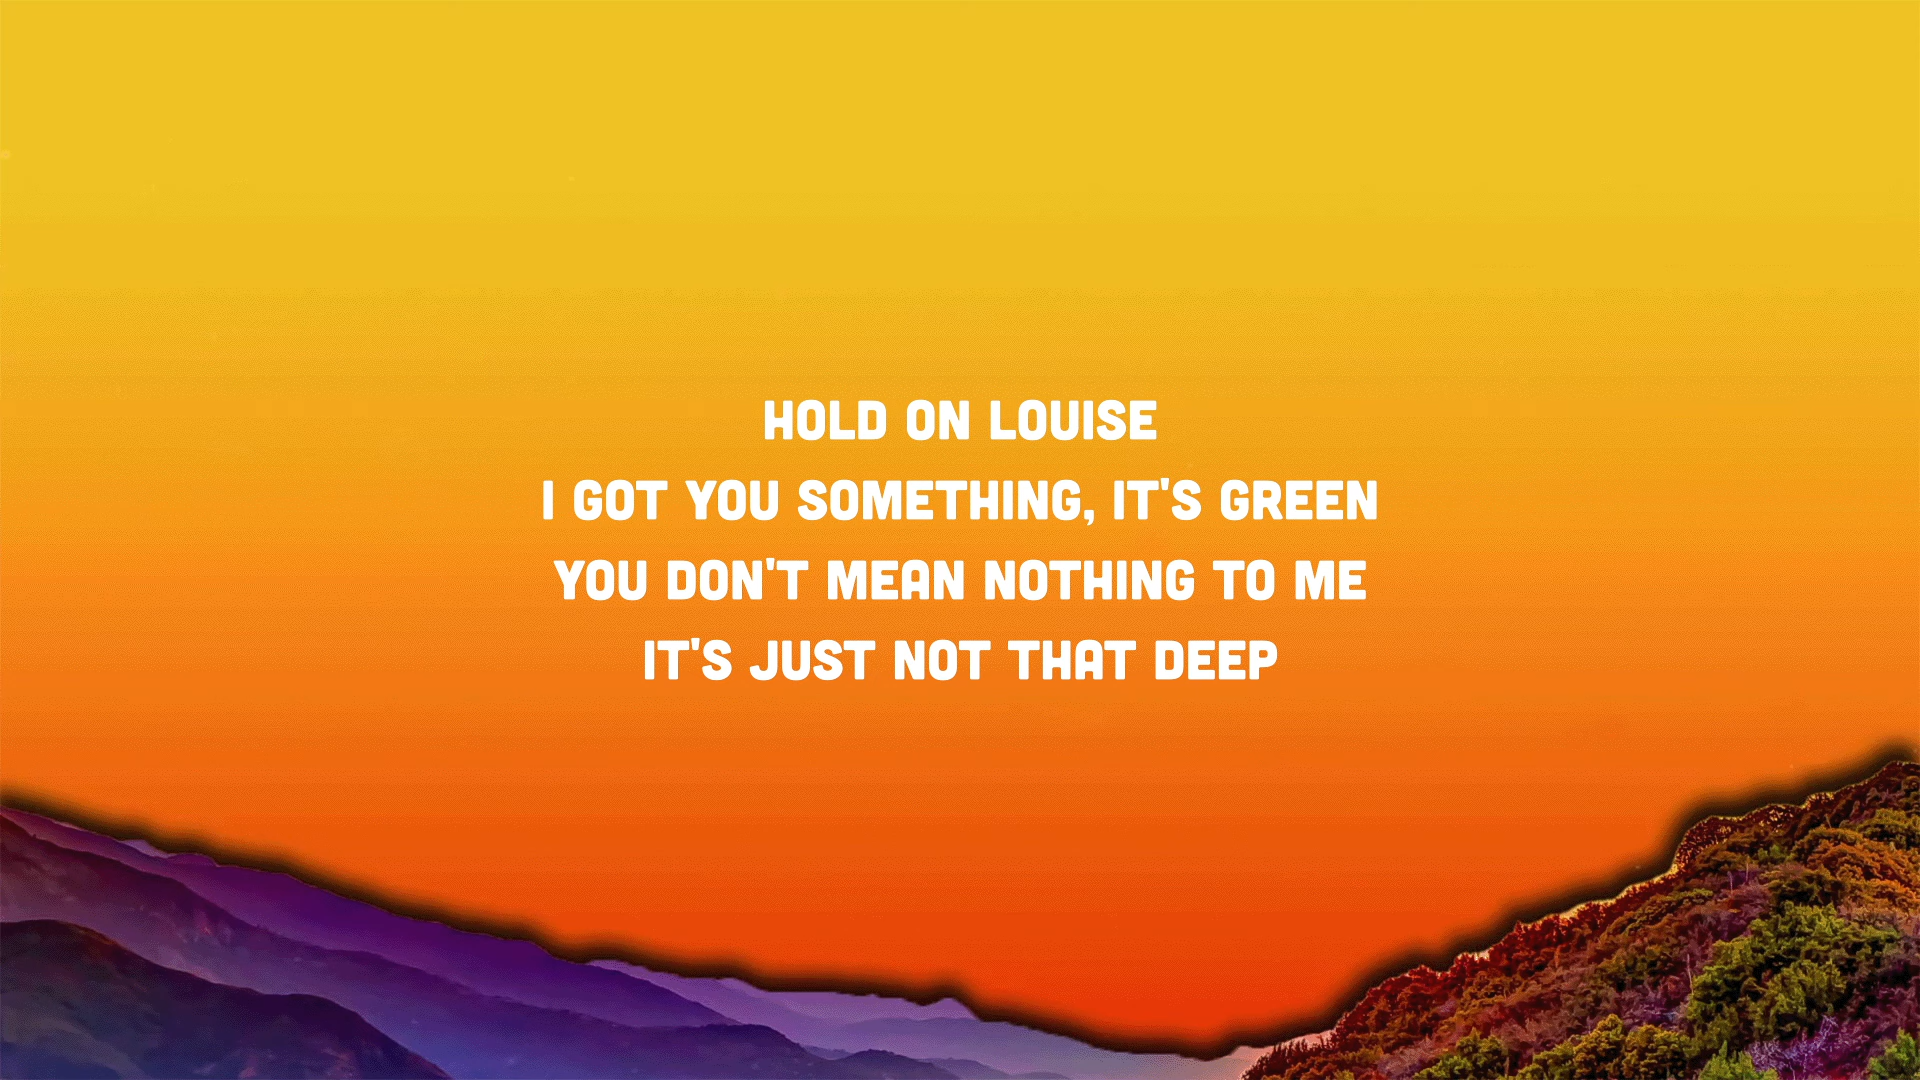 HOLD ON LOUISE
I GOT YOU SOMETHING, IT'S GREEN
YOU DON'T MEAN NOTHING TO ME
IT'S JUST NOT THAT DEEP